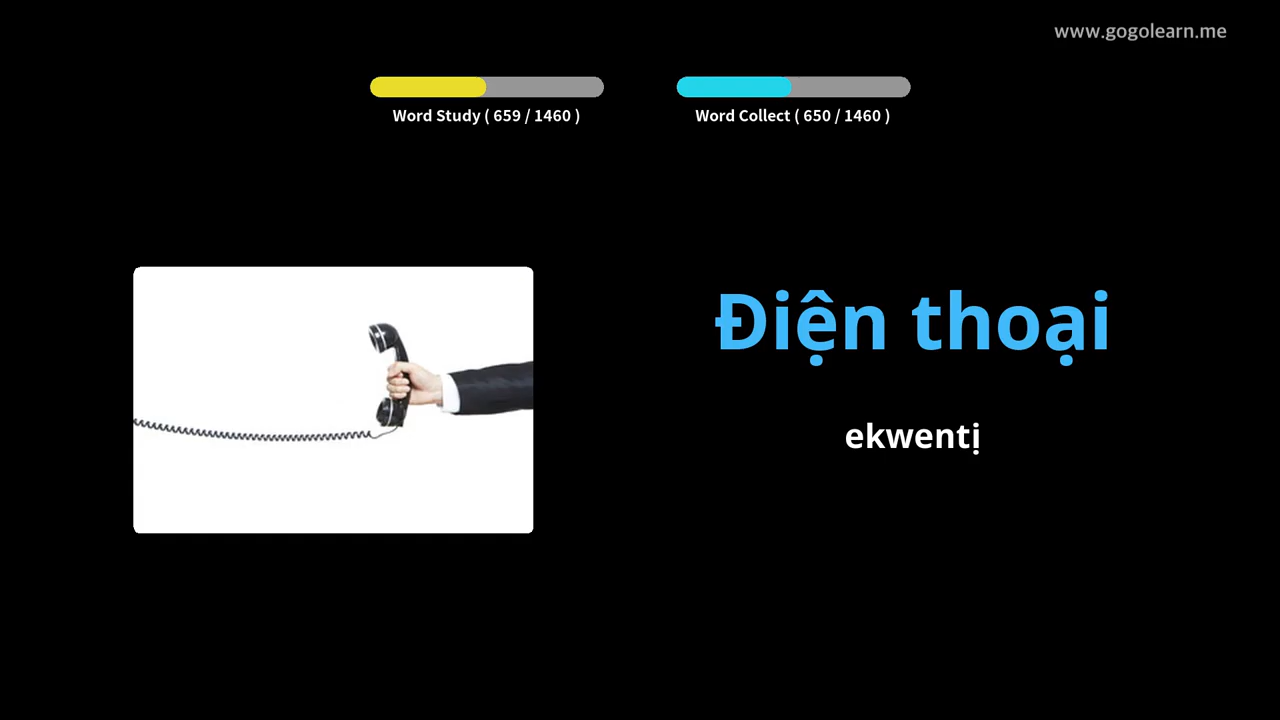 www.gogolearn.me
Word Study ( 659 / 1460 )
Word Collect ( 650 / 1460 )
Điện thoại
ekwentị